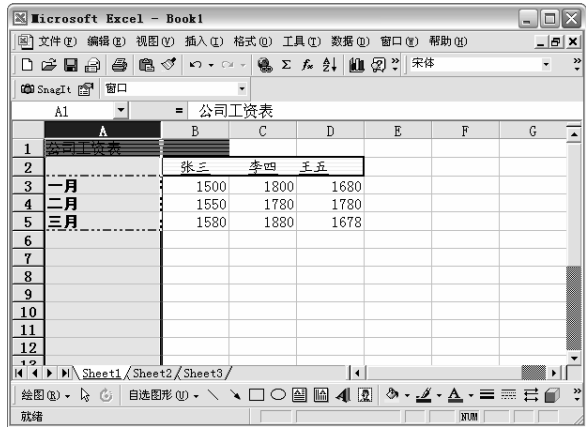 Microsoft Excel - Book1
文件(F) 编辑(E) 视图(V) 插入(I) 格式(O) 工具(T) 数据(D) 窗口(W) 帮助(H)
Σ fx 宋体
SnagIt 窗口
A1 = 公司工资表
A B C D E F G
1 公司工资表
2 张三 李四 王五
3 一月 1500 1800 1680
4 二月 1550 1780 1780
5 三月 1580 1880 1678
6
7
8
9
10
11
12
13
Sheet1 Sheet2 Sheet3
绘图(R) 自选图形(U) A
就绪 NUM